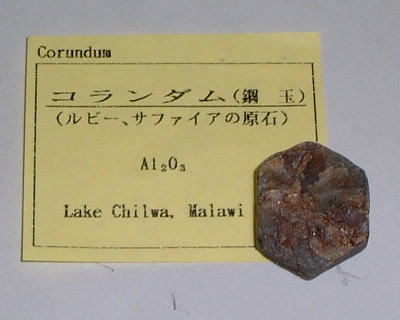 Corundum
コランダム(鋼 玉)
(ルビー、サファイアの原石)
Al₂O₃
Lake Chilwa, Malawi